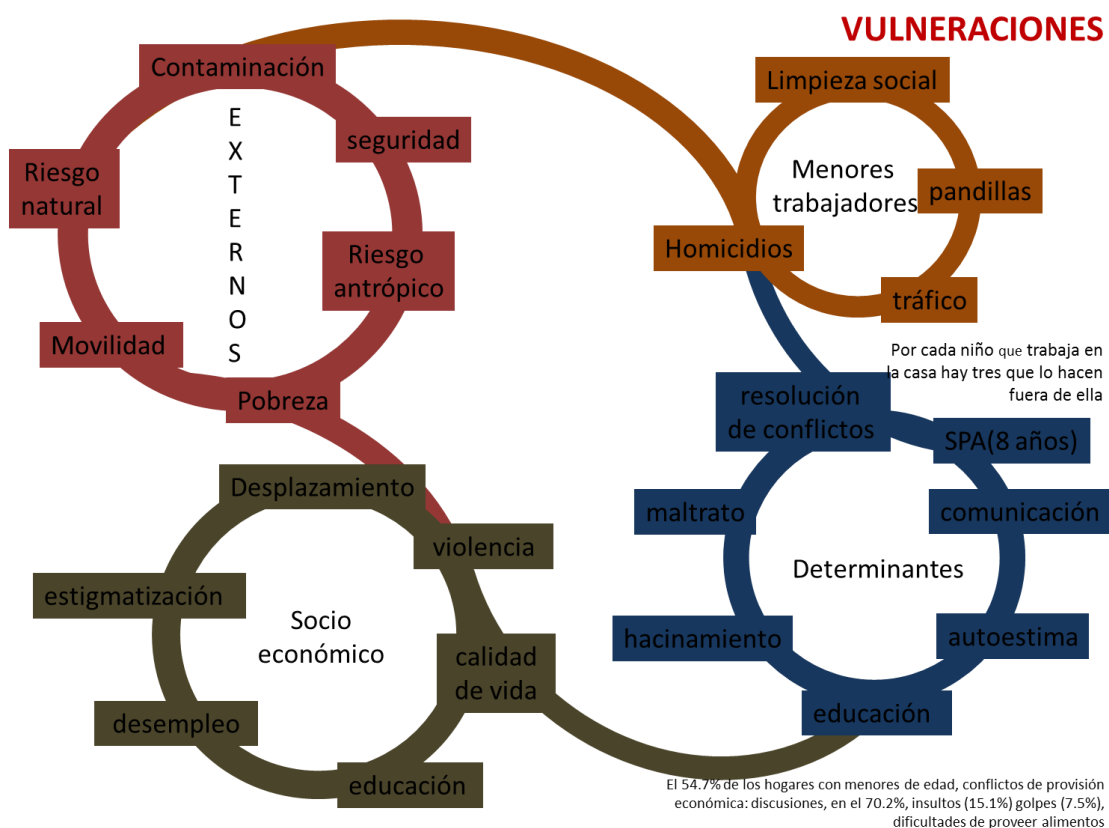 VULNERACIONES
Contaminación
EXTERNOS
seguridad
Riesgo
natural
Riesgo
antrópico
Movilidad
Pobreza
Limpieza social
Menores
trabajadores
pandillas
Homicidios
tráfico
Por cada niño que trabaja en
la casa hay tres que lo hacen
fuera de ella
resolución
de conflictos
SPA(8 años)
maltrato
comunicación
Determinantes
hacinamiento
autoestima
educación
Desplazamiento
violencia
estigmatización
Socio
económico
calidad
de vida
desempleo
educación
El 54.7% de los hogares con menores de edad, conflictos de provisión
económica: discusiones, en el 70.2%, insultos (15.1%) golpes (7.5%),
dificultades de proveer alimentos